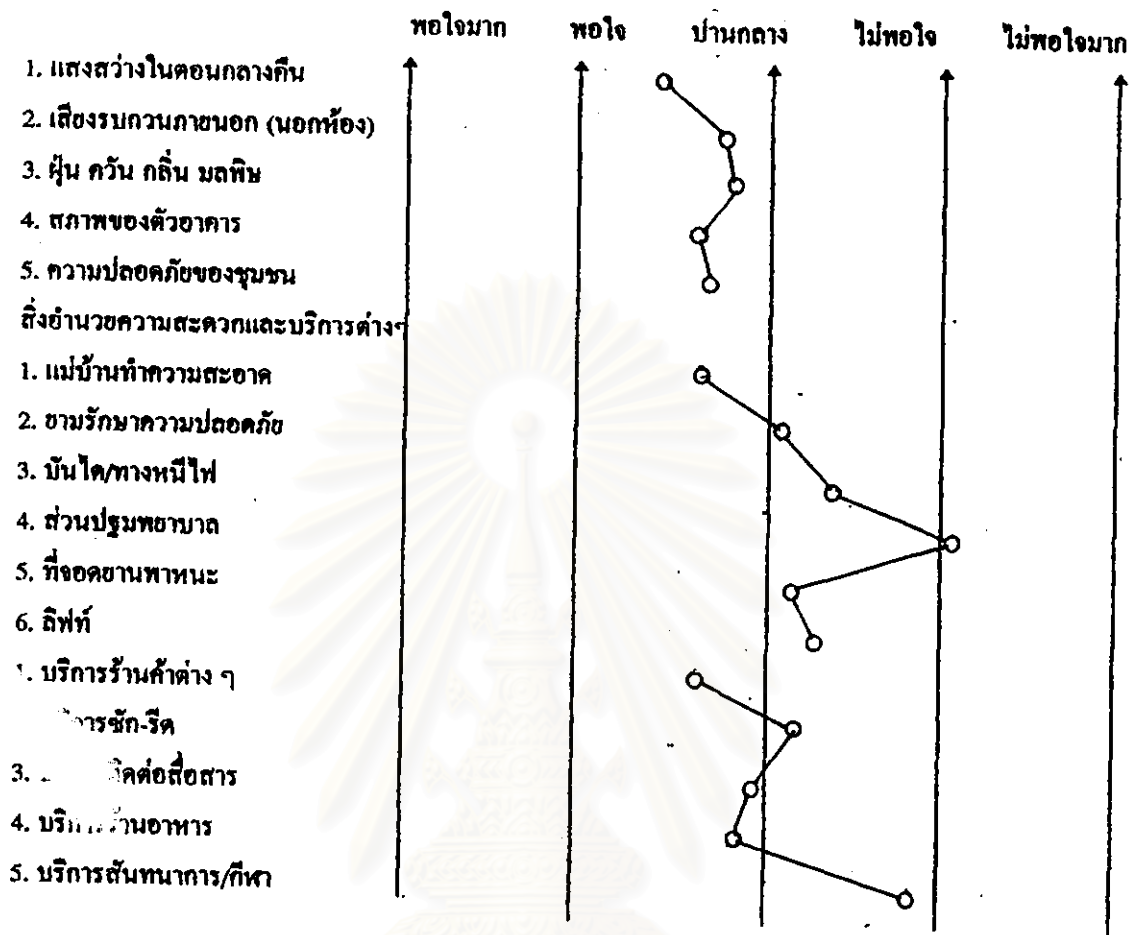 พอใจมาก พอใจ ปานกลาง ไม่พอใจ ไม่พอใจมาก
1. แสงสว่างในตอนกลางคืน
2. เสียงรบกวนภายนอก (นอกห้อง)
3. ฝุ่น ควัน กลิ่น มลพิษ
4. สภาพของตัวอาคาร
5. ความปลอดภัยของชุมชน
สิ่งอำนวยความสะดวกและบริการต่างๆ
1. แม่บ้านทำความสะอาด
2. ยามรักษาความปลอดภัย
3. บันได/ทางหนีไฟ
4. ส่วนปฐมพยาบาล
5. ที่จอดยานพาหนะ
6. ลิฟท์
. บริการร้านค้าต่าง ๆ
การซัก-รีด
3. ติดต่อสื่อสาร
4. ร้านอาหาร
5. บริการสันทนาการ/กีฬา